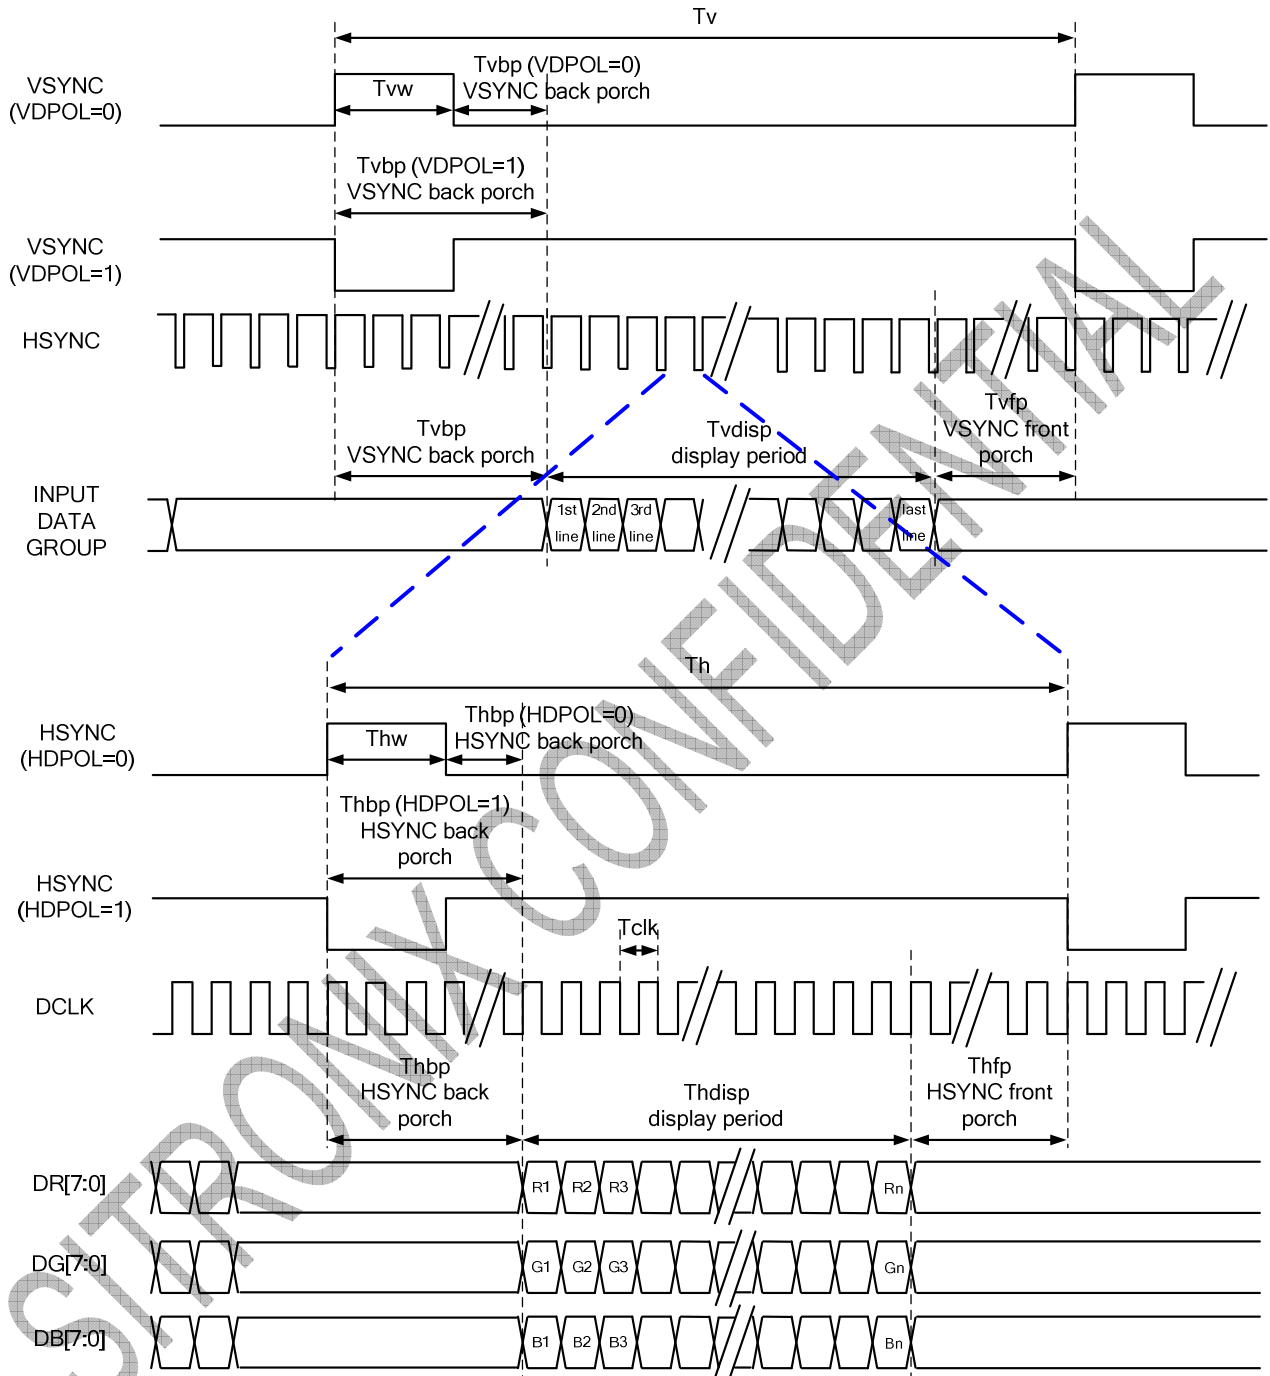 Tv
VSYNC
(VDPOL=0)
Tvw
Tvbp (VDPOL=0)
VSYNC back porch
Tvbp (VDPOL=1)
VSYNC back porch
VSYNC
(VDPOL=1)
HSYNC
Tvbp
VSYNC back porch
Tvdisp
display period
Tvfp
VSYNC front
porch
INPUT
DATA
GROUP
1st
line
2nd
line
3rd
line
last
line
Th
HSYNC
(HDPOL=0)
Thw
Thbp (HDPOL=0)
HSYNC back porch
Thbp (HDPOL=1)
HSYNC back
porch
HSYNC
(HDPOL=1)
Tclk
DCLK
Thbp
HSYNC back
porch
Thdisp
display period
Thfp
HSYNC front
porch
DR[7:0]
R1 R2 R3 Rn
DG[7:0]
G1 G2 G3 Gn
DB[7:0]
B1 B2 B3 Bn
SITRONIX CONFIDENTIAL